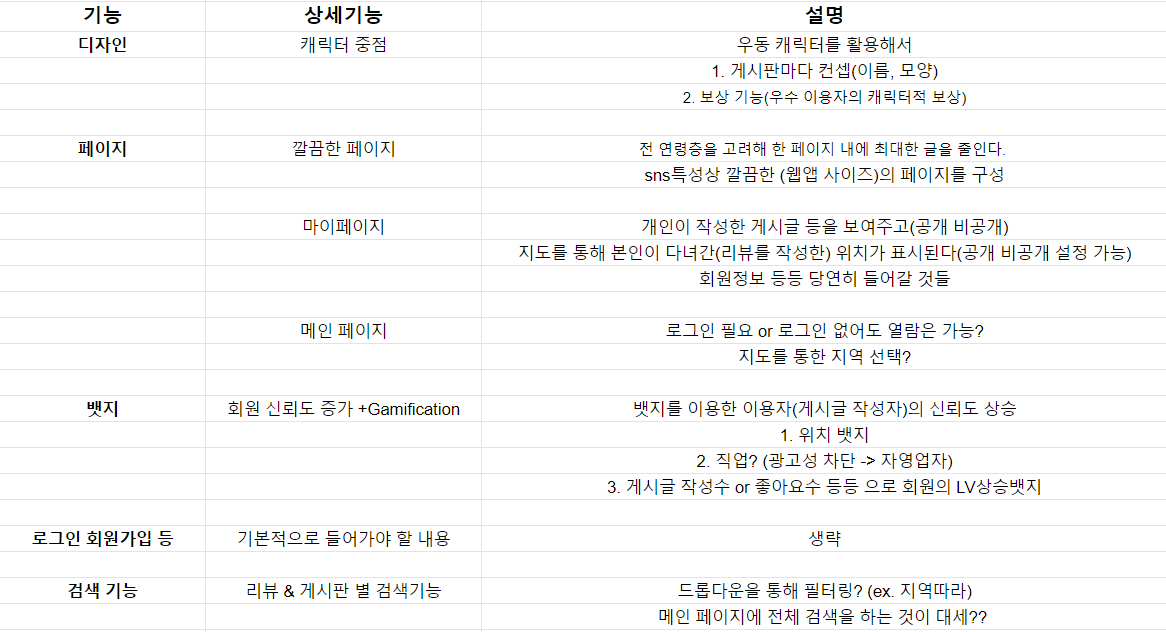 기능 상세기능 설명
디자인 캐릭터 중점 우동 캐릭터를 활용해서
1. 게시판마다 컨셉(이름, 모양)
2. 보상 기능(우수 이용자의 캐릭터적 보상)
페이지 깔끔한 페이지 전 연령층을 고려해 한 페이지 내에 최대한 글을 줄인다.
sns특성상 깔끔한 (웹앱 사이즈)의 페이지를 구성
마이페이지 개인이 작성한 게시글 등을 보여주고(공개 비공개)
지도를 통해 본인이 다녀간(리뷰를 작성한) 위치가 표시된다(공개 비공개 설정 가능)
회원정보 등등 당연히 들어갈 것들
메인 페이지 로그인 필요 or 로그인 없어도 열람은 가능?
지도를 통한 지역 선택?
뱃지 회원 신뢰도 증가 +Gamification 뱃지를 이용한 이용자(게시글 작성자)의 신뢰도 상승
1. 위치 뱃지
2. 직업? (광고성 차단 -> 자영업자)
3. 게시글 작성수 or 좋아요수 등등 으로 회원의 LV상승뱃지
로그인 회원가입 등 기본적으로 들어가야 할 내용 생략
검색 기능 리뷰 & 게시판 별 검색기능 드롭다운을 통해 필터링? (ex. 지역따라)
메인 페이지에 전체 검색을 하는 것이 대세??